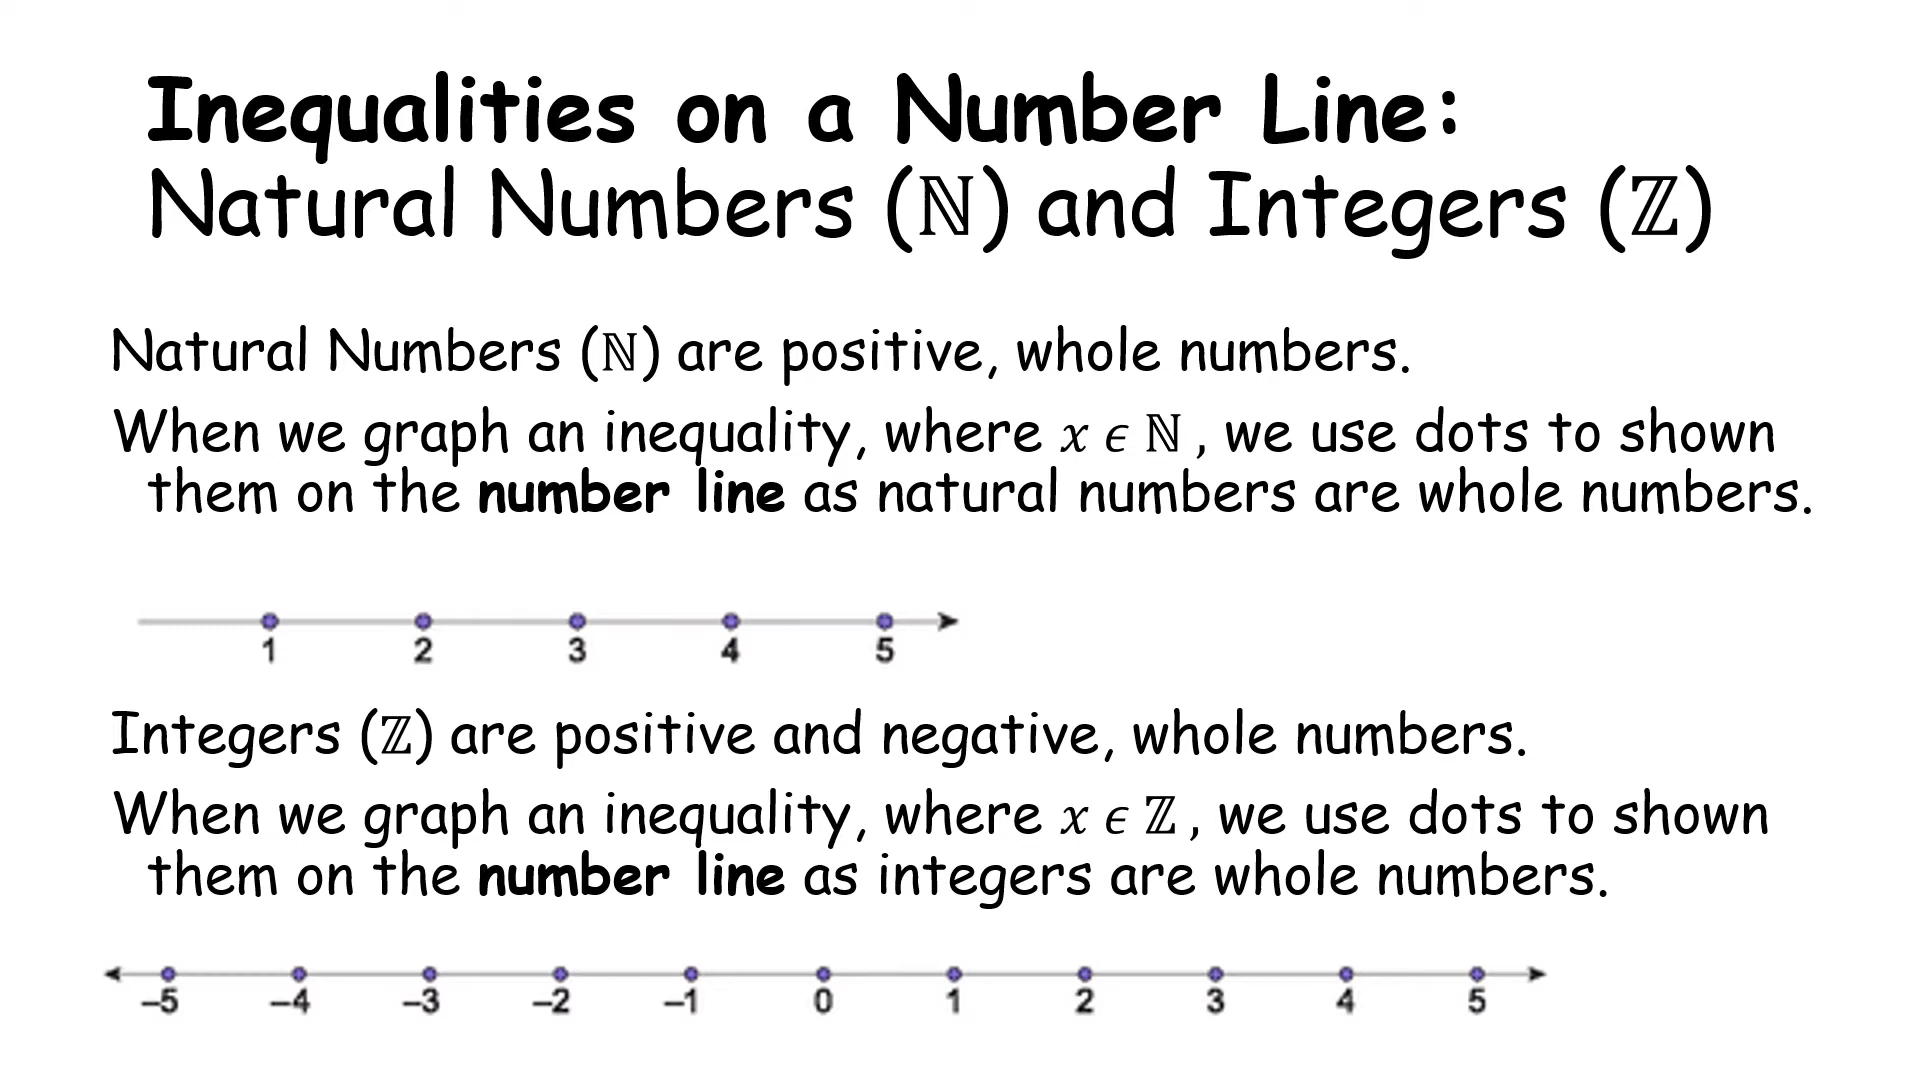 Inequalities on a Number Line:
Natural Numbers (ℕ) and Integers (ℤ)
Natural Numbers (ℕ) are positive, whole numbers.
When we graph an inequality, where x ϵ ℕ , we use dots to shown
them on the number line as natural numbers are whole numbers.
1 2 3 4 5
Integers (ℤ) are positive and negative, whole numbers.
When we graph an inequality, where x ϵ ℤ , we use dots to shown
them on the number line as integers are whole numbers.
–5 –4 –3 –2 –1 0 1 2 3 4 5